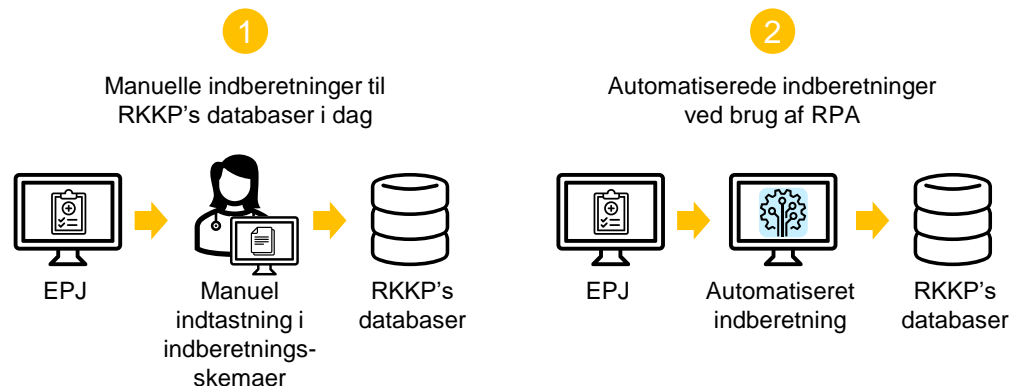 1
Manuelle indberetninger til
RKKP's databaser i dag
EPJ
Manuel
indtastning i
indberetnings-
skemaer
RKKP's
databaser
2
Automatiserede indberetninger
ved brug af RPA
EPJ
Automatiseret
indberetning
RKKP's
databaser